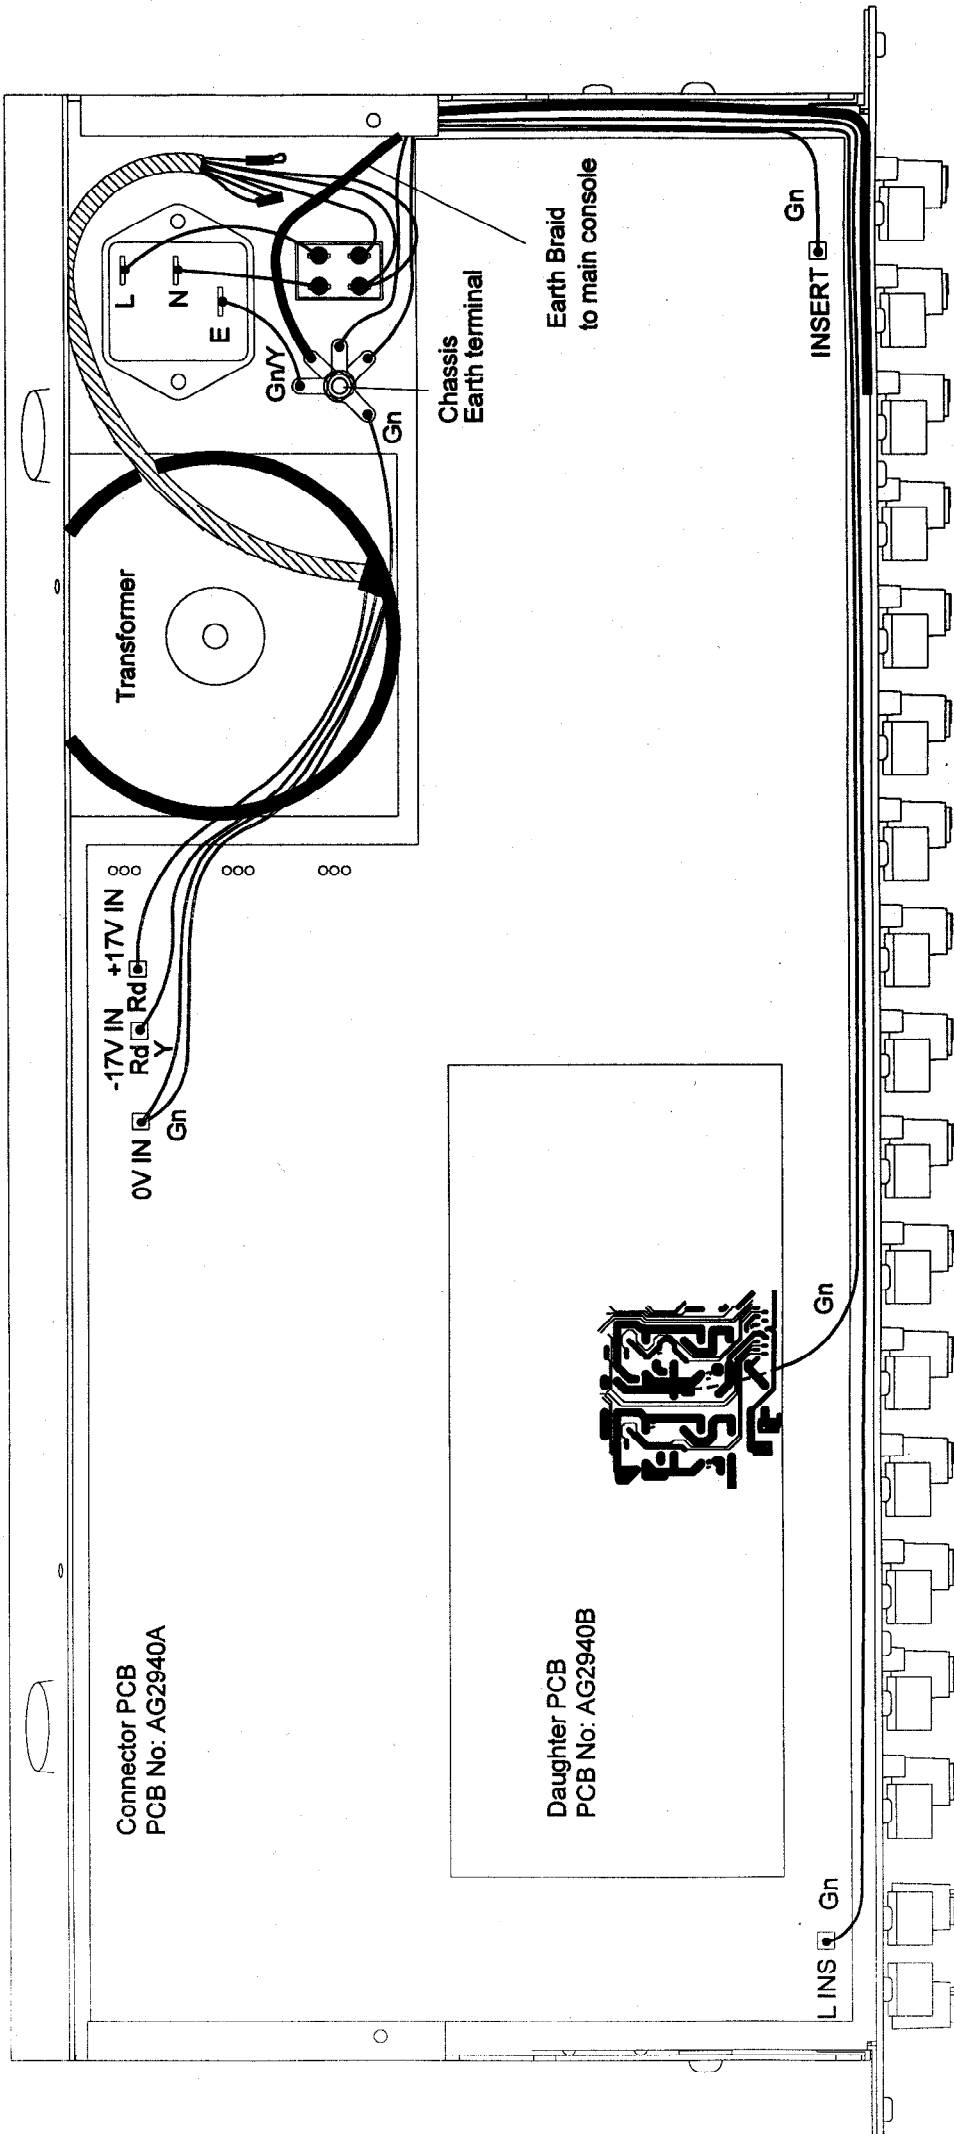 L
N
E
Gn/Y
Gn
Chassis
Earth terminal
Earth Braid
to main console
Gn
INSERT
Transformer
+17V IN
Rd
-17V IN
Rd
Y
0V IN
Gn
Gn
Connector PCB
PCB No: AG2940A
Daughter PCB
PCB No: AG2940B
L INS
Gn